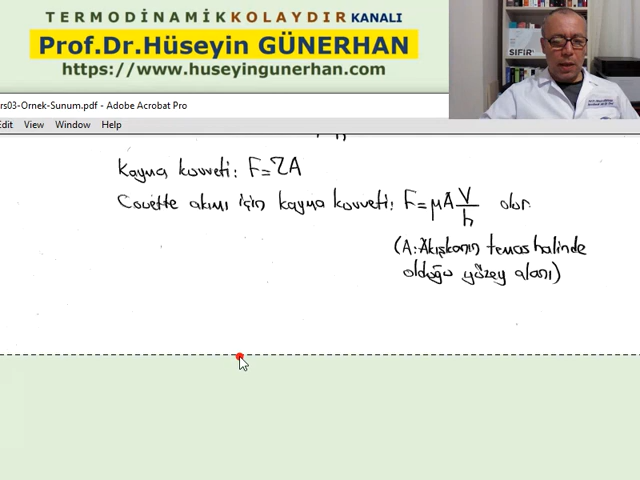 TERMODİNAMİKKOLAYDIR KANALI
Prof.Dr.Hüseyin GÜNERHAN
https://www.huseyingunerhan.com
rs03-Ornek-Sunum.pdf - Adobe Acrobat Pro
Edit View Window Help
Kayma kuvveti: F=τA
Couette akımı için kayma kuvveti: F=μA V/h olur.
(A: Akışkanın temas halinde
olduğu yüzey alanı)
SIFIR